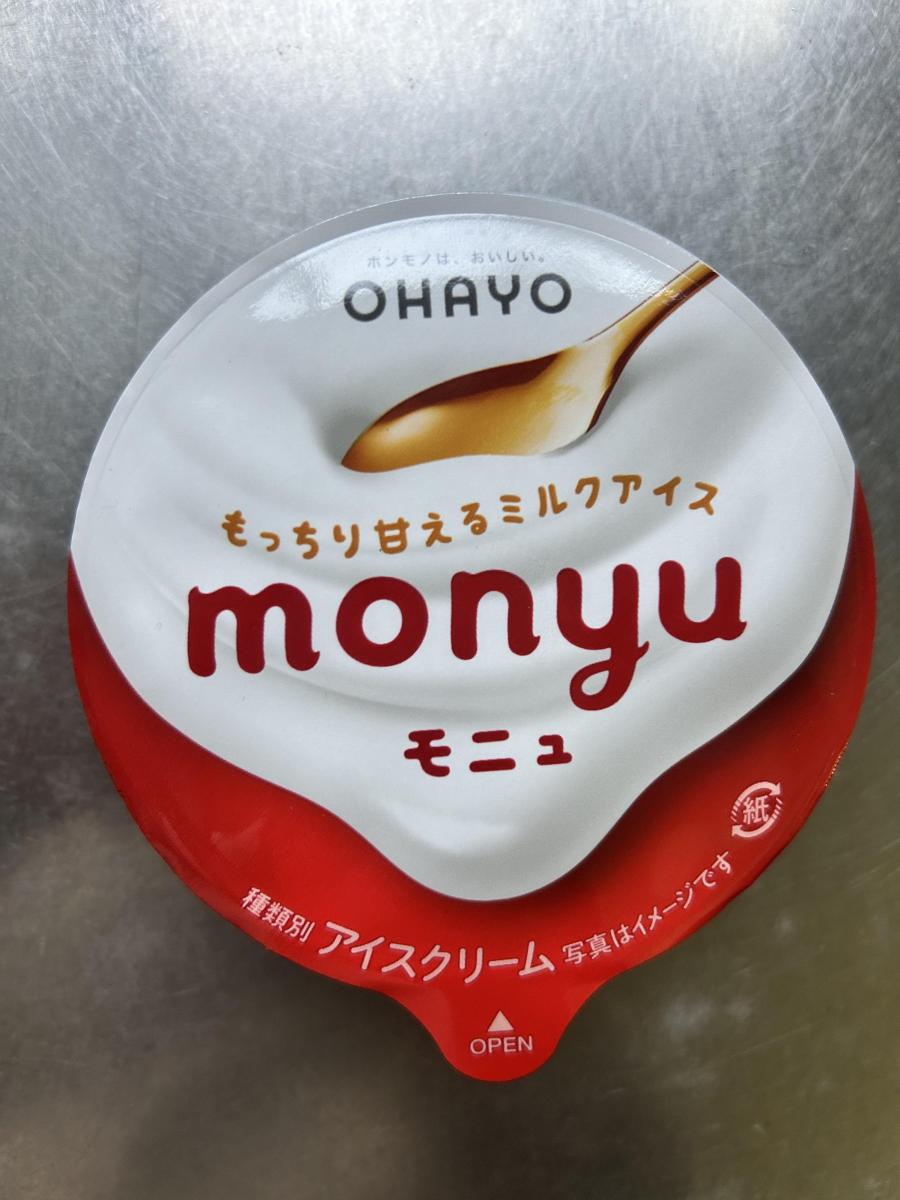 ホンモノは、おいしい。
OHAYO
もっちり甘えるミルクアイス
monyu
モニュ
紙
種類別 アイスクリーム 写真はイメージです
OPEN